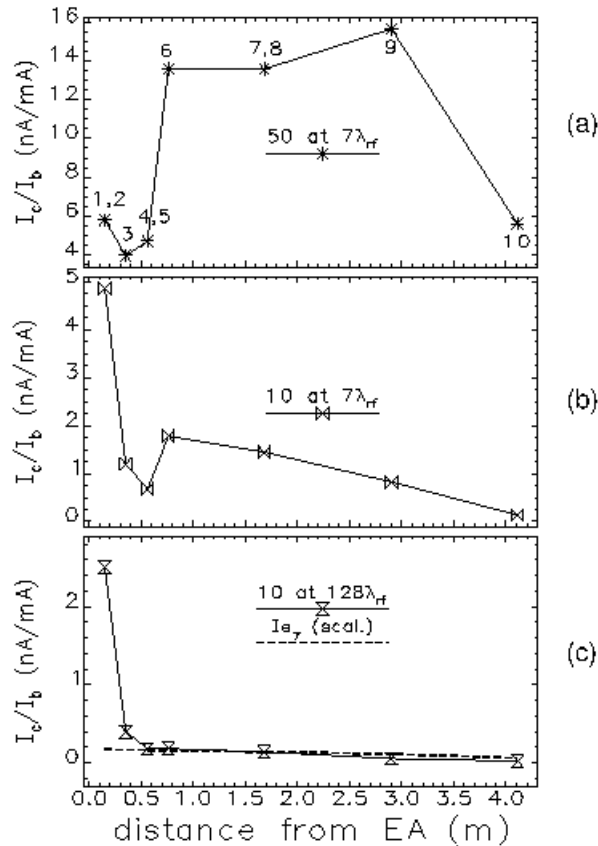 16
14
12
10
8
6
4
I_c/I_b (nA/mA)
1,2
3
4,5
6
7,8
9
10
50 at 7λ_rf
(a)
5
4
3
2
1
0
I_c/I_b (nA/mA)
10 at 7λ_rf
(b)
2
1
0
I_c/I_b (nA/mA)
10 at 128λ_rf
Ie_γ (scal.)
(c)
0.0 0.5 1.0 1.5 2.0 2.5 3.0 3.5 4.0
distance from EA (m)